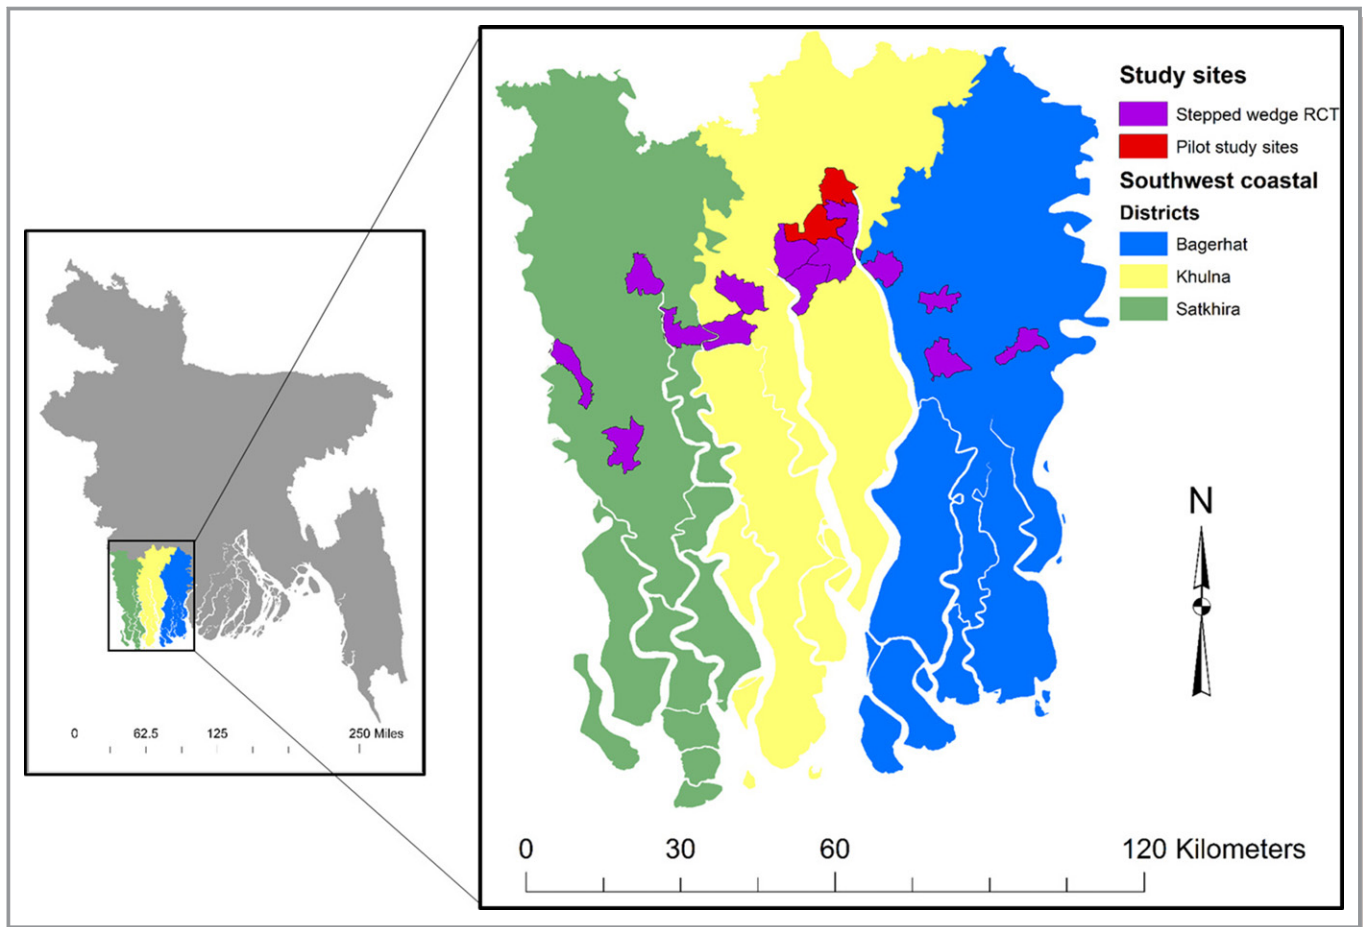 Study sites
Stepped wedge RCT
Pilot study sites
Southwest coastal
Districts
Bagerhat
Khulna
Satkhira
N
0 62.5 125 250 Miles
0 30 60 120 Kilometers